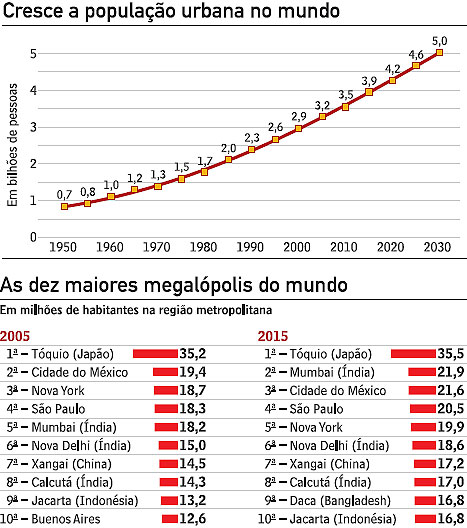 Cresce a população urbana no mundo
Em bilhões de pessoas
5
4
3
2
1
0
0,7 0,8 1,0 1,2 1,3 1,5 1,7 2,0 2,3 2,6 2,9 3,2 3,5 3,9 4,2 4,6 5,0
1950 1960 1970 1980 1990 2000 2010 2020 2030
As dez maiores megalópolis do mundo
Em milhões de habitantes na região metropolitana
2005
1ª – Tóquio (Japão) 35,2
2ª – Cidade do México 19,4
3ª – Nova York 18,7
4ª – São Paulo 18,3
5ª – Mumbai (Índia) 18,2
6ª – Nova Delhi (Índia) 15,0
7ª – Xangai (China) 14,5
8ª – Calcutá (Índia) 14,3
9ª – Jacarta (Indonésia) 13,2
10ª – Buenos Aires 12,6
2015
1ª – Tóquio (Japão) 35,5
2ª – Mumbai (Índia) 21,9
3ª – Cidade do México 21,6
4ª – São Paulo 20,5
5ª – Nova York 19,9
6ª – Nova Delhi (Índia) 18,6
7ª – Xangai (China) 17,2
8ª – Calcutá (Índia) 17,0
9ª – Daca (Bangladesh) 16,8
10ª – Jacarta (Indonésia) 16,8